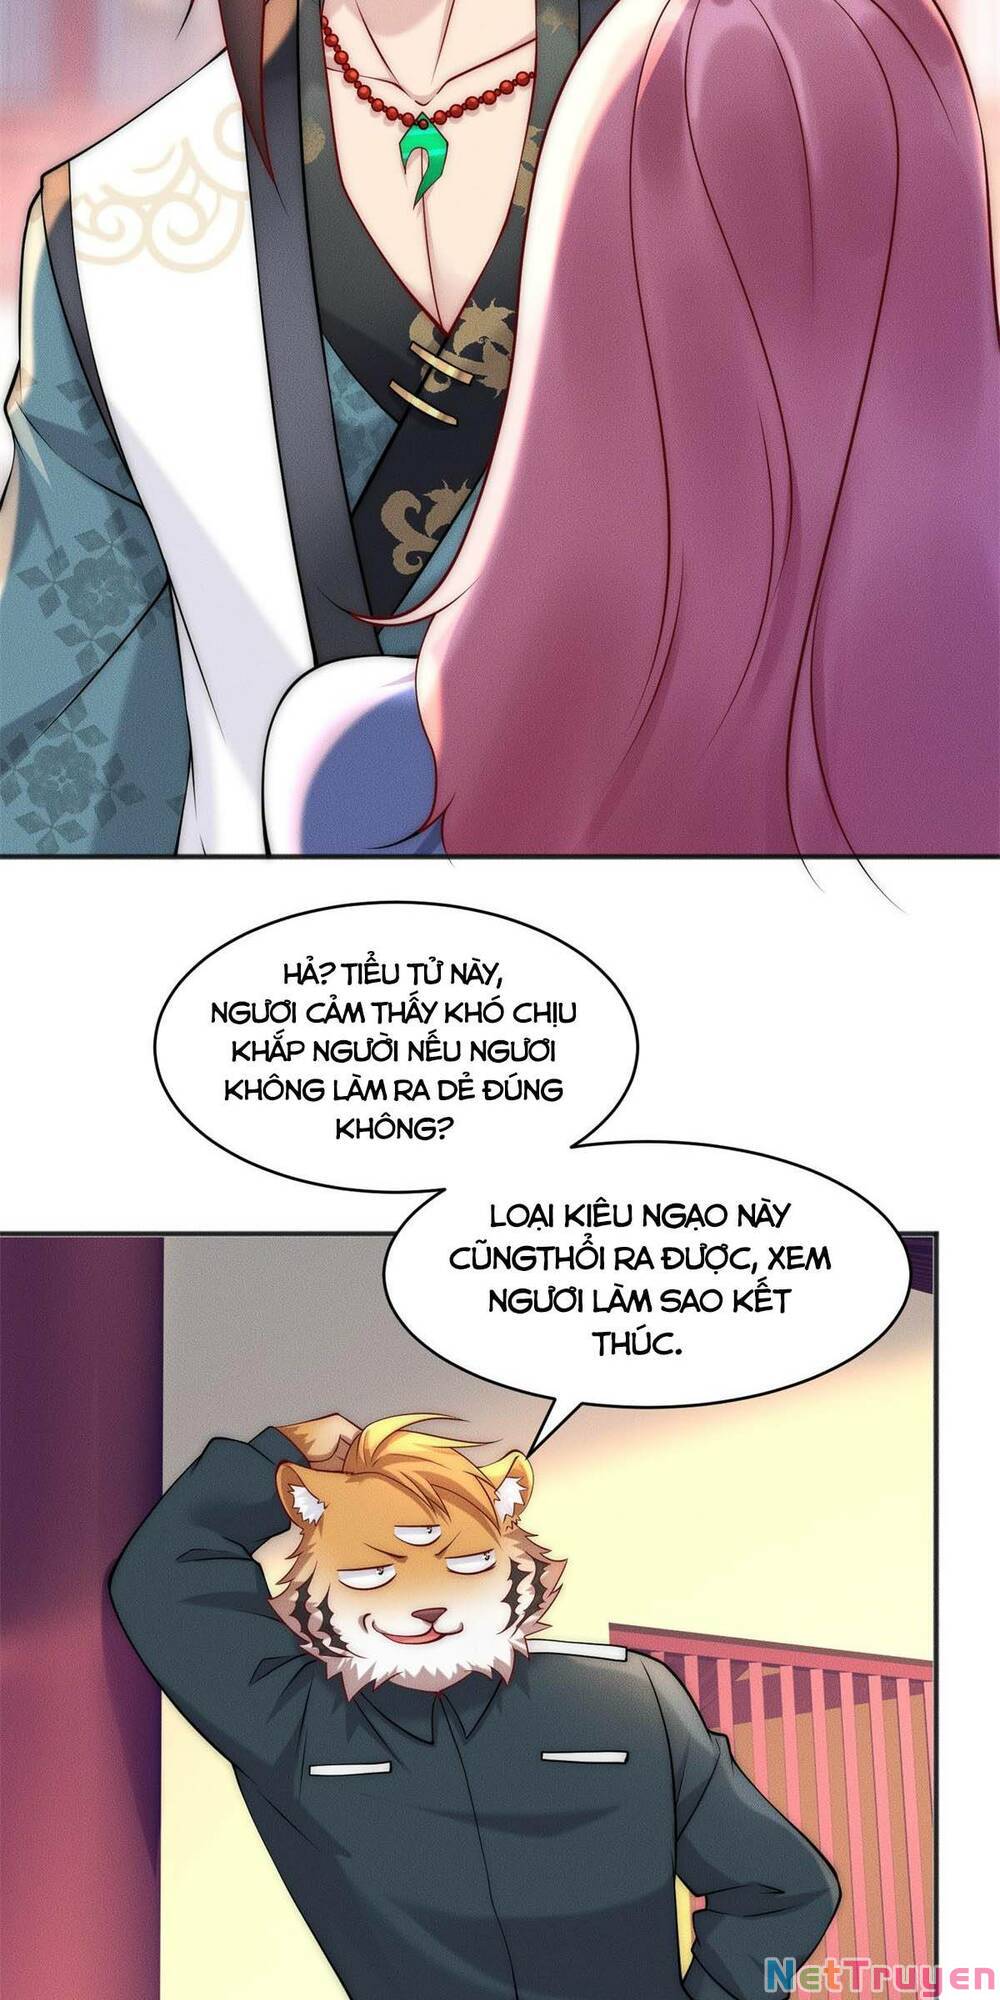 HẢ? TIỂU TỬ NÀY,
NGƯƠI CẢM THẤY KHÓ CHỊU
KHẮP NGƯỜI NẾU NGƯƠI
KHÔNG LÀM RA DẺ ĐÚNG
KHÔNG?
LOẠI KIÊU NGẠO NÀY
CŨNGTHỔI RA ĐƯỢC, XEM
NGƯƠI LÀM SAO KẾT
THÚC.
NetTruyen